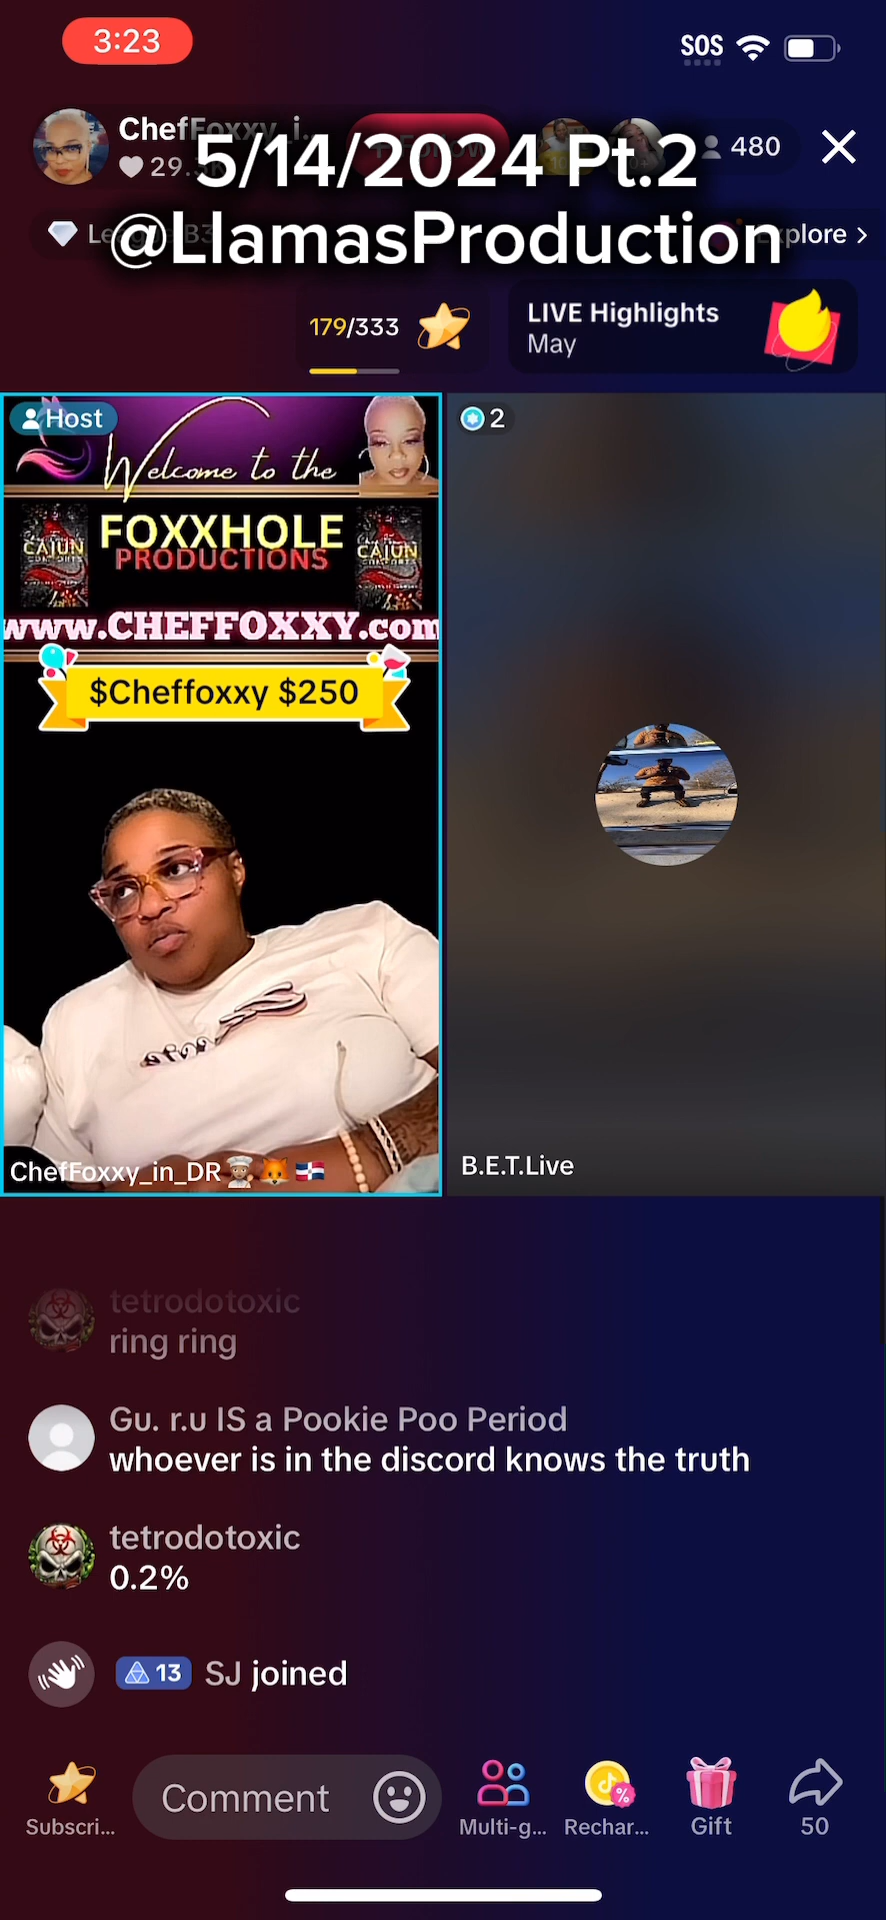 3:23
SOS
ChefFoxxy_i...
29.
480
5/14/2024 Pt.2
@LlamasProduction
Explore >
179/333
LIVE Highlights
May
Host
2
Welcome to the
CAJUN
FOXXHOLE
CAJUN
PRODUCTIONS
www.CHEFFOXXY.com
$Cheffoxxy $250
ChefFoxxy_in_DR
B.E.T.Live
tetrodotoxic
ring ring
Gu. r.u IS a Pookie Poo Period
whoever is in the discord knows the truth
tetrodotoxic
0.2%
13 SJ joined
Comment
Subscri...
Multi-g...
Rechar...
Gift
50